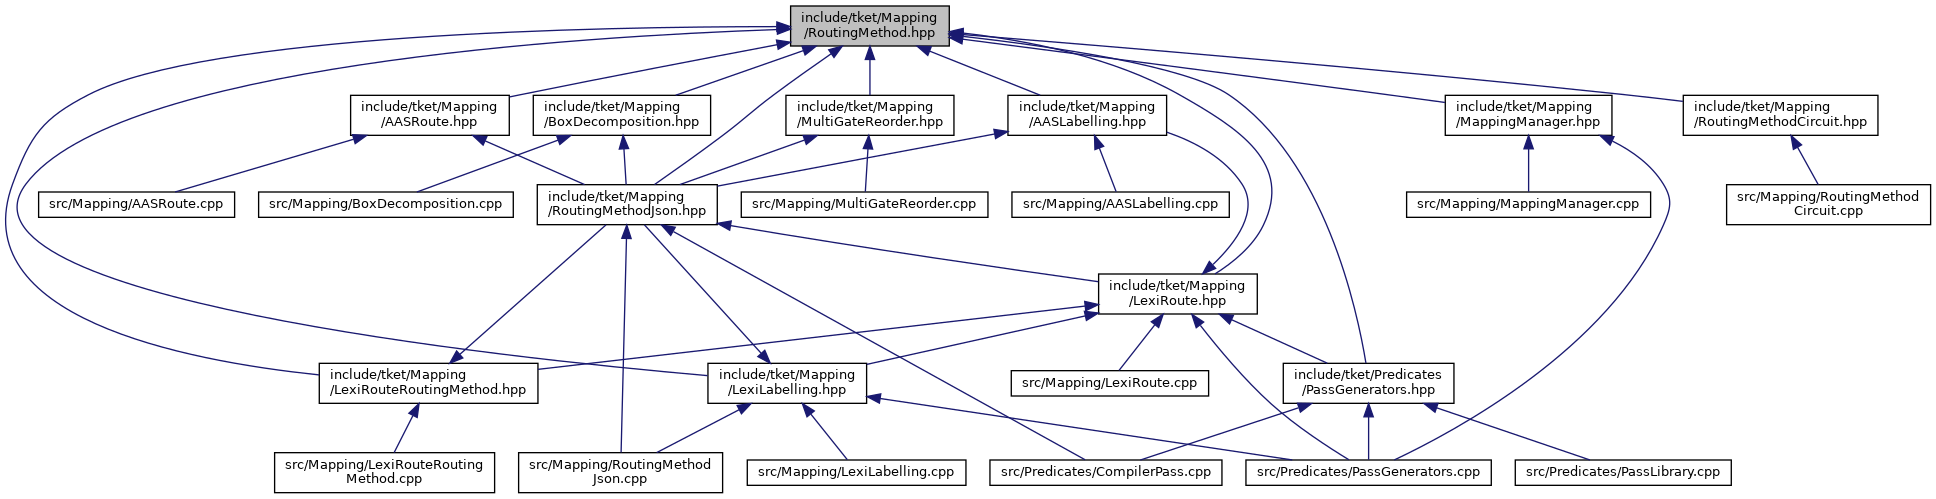 include/tket/Mapping
/RoutingMethod.hpp
include/tket/Mapping
/AASRoute.hpp
include/tket/Mapping
/BoxDecomposition.hpp
include/tket/Mapping
/MultiGateReorder.hpp
include/tket/Mapping
/AASLabelling.hpp
include/tket/Mapping
/MappingManager.hpp
include/tket/Mapping
/RoutingMethodCircuit.hpp
src/Mapping/AASRoute.cpp
src/Mapping/BoxDecomposition.cpp
include/tket/Mapping
/RoutingMethodJson.hpp
src/Mapping/MultiGateReorder.cpp
src/Mapping/AASLabelling.cpp
src/Mapping/MappingManager.cpp
src/Mapping/RoutingMethod
Circuit.cpp
include/tket/Mapping
/LexiRoute.hpp
include/tket/Mapping
/LexiRouteRoutingMethod.hpp
include/tket/Mapping
/LexiLabelling.hpp
src/Mapping/LexiRoute.cpp
include/tket/Predicates
/PassGenerators.hpp
src/Mapping/LexiRouteRouting
Method.cpp
src/Mapping/RoutingMethod
Json.cpp
src/Mapping/LexiLabelling.cpp
src/Predicates/CompilerPass.cpp
src/Predicates/PassGenerators.cpp
src/Predicates/PassLibrary.cpp